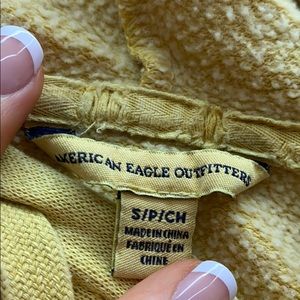 AMERICAN EAGLE OUTFITTERS
S/P/CH
MADE IN CHINA
FABRIQUÉ EN
CHINE